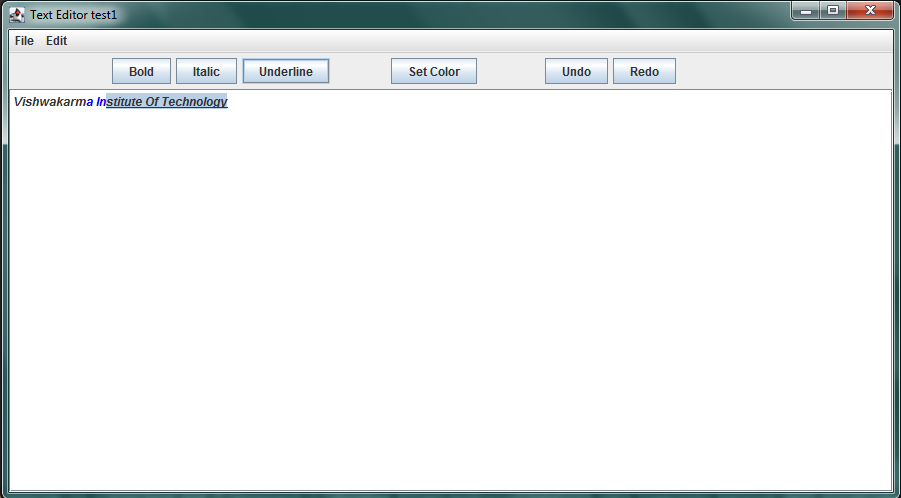 Text Editor test1
File Edit
Bold Italic Underline Set Color Undo Redo
Vishwakarma Institute Of Technology